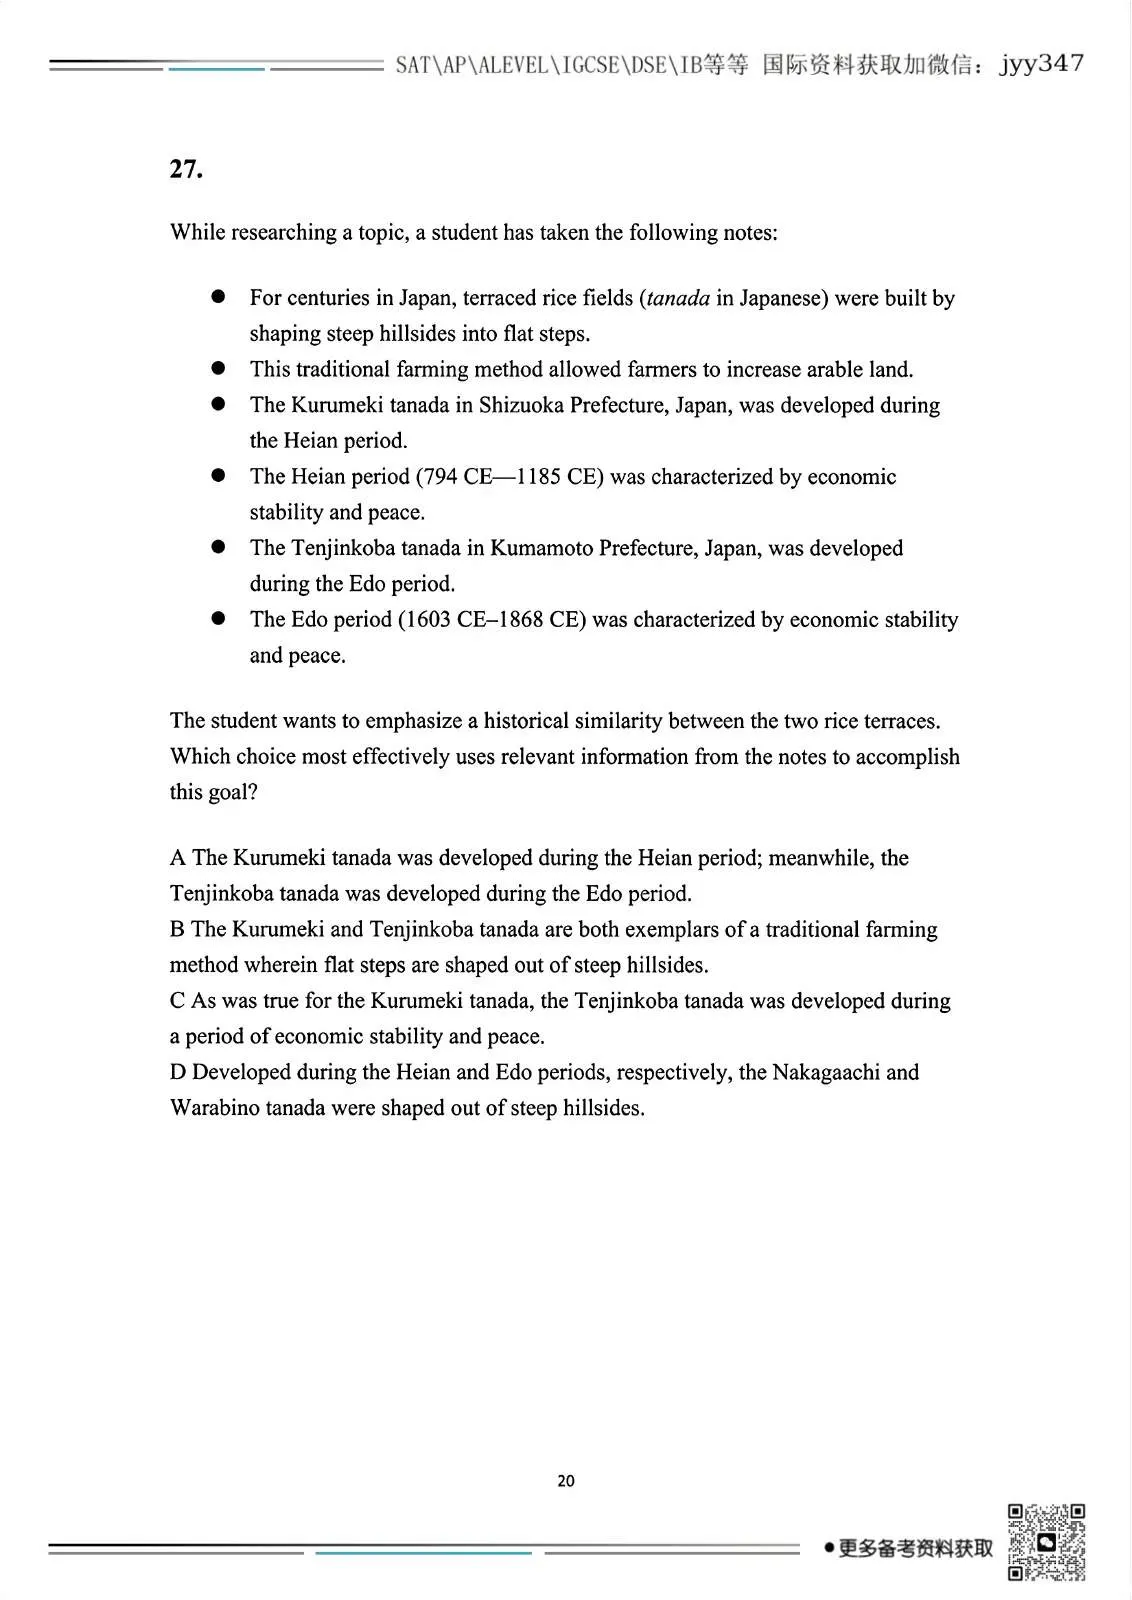 SAT\AP\ALEVEL\IGCSE\DSE\IB等等 国际资料获取加微信：jyy347
27.
While researching a topic, a student has taken the following notes:
● For centuries in Japan, terraced rice fields (tanada in Japanese) were built by
shaping steep hillsides into flat steps.
● This traditional farming method allowed farmers to increase arable land.
● The Kurumeki tanada in Shizuoka Prefecture, Japan, was developed during
the Heian period.
● The Heian period (794 CE—1185 CE) was characterized by economic
stability and peace.
● The Tenjinkoba tanada in Kumamoto Prefecture, Japan, was developed
during the Edo period.
● The Edo period (1603 CE–1868 CE) was characterized by economic stability
and peace.
The student wants to emphasize a historical similarity between the two rice terraces.
Which choice most effectively uses relevant information from the notes to accomplish
this goal?
A The Kurumeki tanada was developed during the Heian period; meanwhile, the
Tenjinkoba tanada was developed during the Edo period.
B The Kurumeki and Tenjinkoba tanada are both exemplars of a traditional farming
method wherein flat steps are shaped out of steep hillsides.
C As was true for the Kurumeki tanada, the Tenjinkoba tanada was developed during
a period of economic stability and peace.
D Developed during the Heian and Edo periods, respectively, the Nakagaachi and
Warabino tanada were shaped out of steep hillsides.
20
●更多备考资料获取